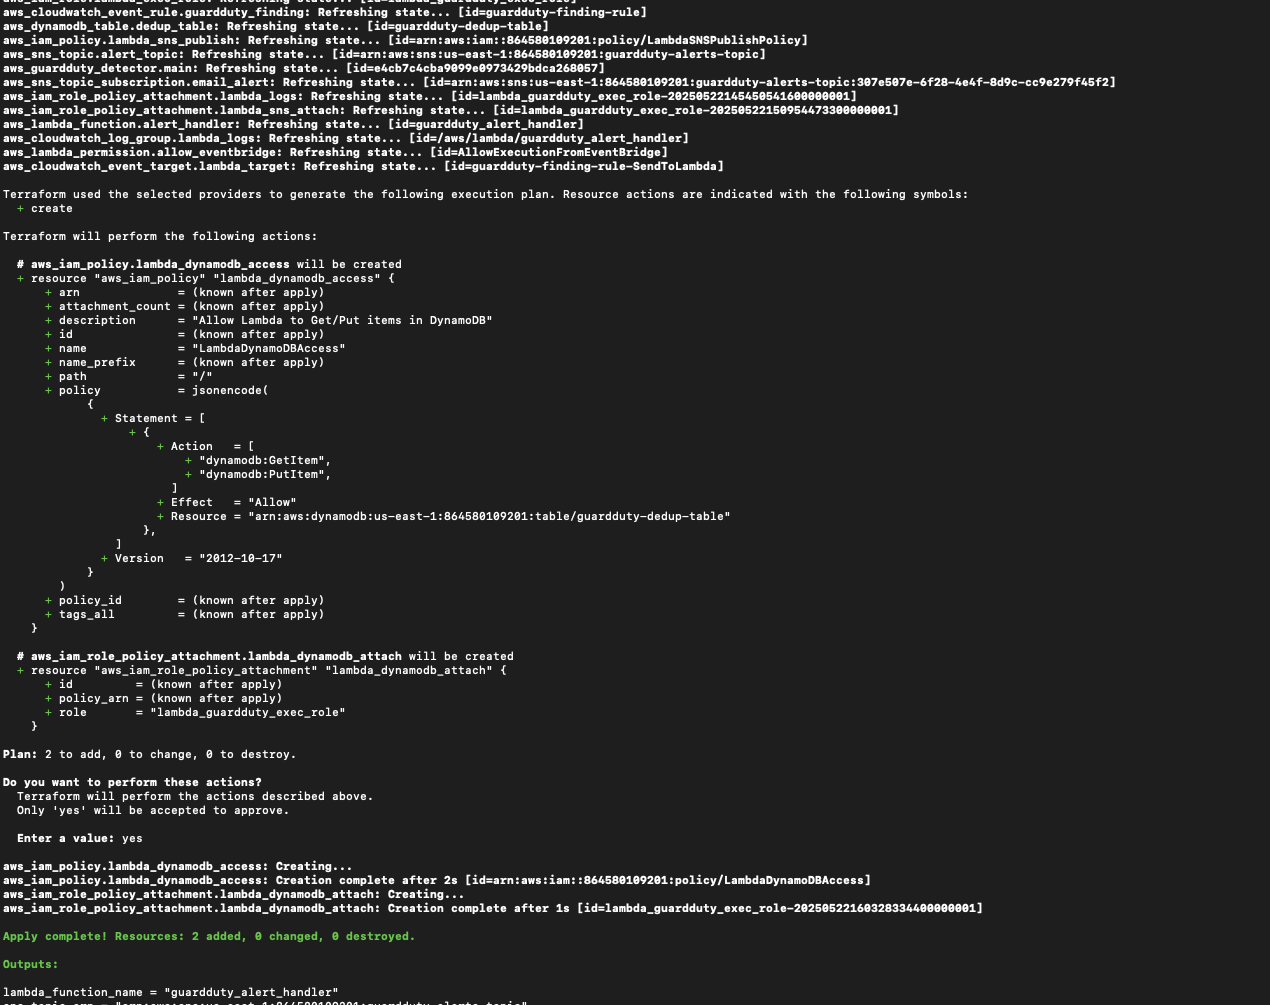 aws_cloudwatch_event_rule.guardduty_finding: Refreshing state... [id=guardduty-finding-rule]
aws_dynamodb_table.dedup_table: Refreshing state... [id=guardduty-dedup-table]
aws_iam_policy.lambda_sns_publish: Refreshing state... [id=arn:aws:iam::864580109201:policy/LambdaSNSPublishPolicy]
aws_sns_topic.alert_topic: Refreshing state... [id=arn:aws:sns:us-east-1:864580109201:guardduty-alerts-topic]
aws_guardduty_detector.main: Refreshing state... [id=e4cb7c4cba9099e0973429bdca268057]
aws_sns_topic_subscription.email_alert: Refreshing state... [id=arn:aws:sns:us-east-1:864580109201:guardduty-alerts-topic:307e507e-6f28-4e4f-8d9c-cc9e279f45f2]
aws_iam_role_policy_attachment.lambda_logs: Refreshing state... [id=lambda_guardduty_exec_role-20250522145450541600000001]
aws_iam_role_policy_attachment.lambda_sns_attach: Refreshing state... [id=lambda_guardduty_exec_role-20250522150954473300000001]
aws_lambda_function.alert_handler: Refreshing state... [id=guardduty_alert_handler]
aws_cloudwatch_log_group.lambda_logs: Refreshing state... [id=/aws/lambda/guardduty_alert_handler]
aws_lambda_permission.allow_eventbridge: Refreshing state... [id=AllowExecutionFromEventBridge]
aws_cloudwatch_event_target.lambda_target: Refreshing state... [id=guardduty-finding-rule-SendToLambda]
Terraform used the selected providers to generate the following execution plan. Resource actions are indicated with the following symbols:
+ create
Terraform will perform the following actions:
# aws_iam_policy.lambda_dynamodb_access will be created
+ resource "aws_iam_policy" "lambda_dynamodb_access" {
+ arn = (known after apply)
+ attachment_count = (known after apply)
+ description = "Allow Lambda to Get/Put items in DynamoDB"
+ id = (known after apply)
+ name = "LambdaDynamoDBAccess"
+ name_prefix = (known after apply)
+ path = "/"
+ policy = jsonencode(
{
+ Statement = [
+ {
+ Action = [
+ "dynamodb:GetItem",
+ "dynamodb:PutItem",
]
+ Effect = "Allow"
+ Resource = "arn:aws:dynamodb:us-east-1:864580109201:table/guardduty-dedup-table"
},
]
+ Version = "2012-10-17"
}
)
+ policy_id = (known after apply)
+ tags_all = (known after apply)
}
# aws_iam_role_policy_attachment.lambda_dynamodb_attach will be created
+ resource "aws_iam_role_policy_attachment" "lambda_dynamodb_attach" {
+ id = (known after apply)
+ policy_arn = (known after apply)
+ role = "lambda_guardduty_exec_role"
}
Plan: 2 to add, 0 to change, 0 to destroy.
Do you want to perform these actions?
Terraform will perform the actions described above.
Only 'yes' will be accepted to approve.
Enter a value: yes
aws_iam_policy.lambda_dynamodb_access: Creating...
aws_iam_policy.lambda_dynamodb_access: Creation complete after 2s [id=arn:aws:iam::864580109201:policy/LambdaDynamoDBAccess]
aws_iam_role_policy_attachment.lambda_dynamodb_attach: Creating...
aws_iam_role_policy_attachment.lambda_dynamodb_attach: Creation complete after 1s [id=lambda_guardduty_exec_role-20250522160328334400000001]
Apply complete! Resources: 2 added, 0 changed, 0 destroyed.
Outputs:
lambda_function_name = "guardduty_alert_handler"